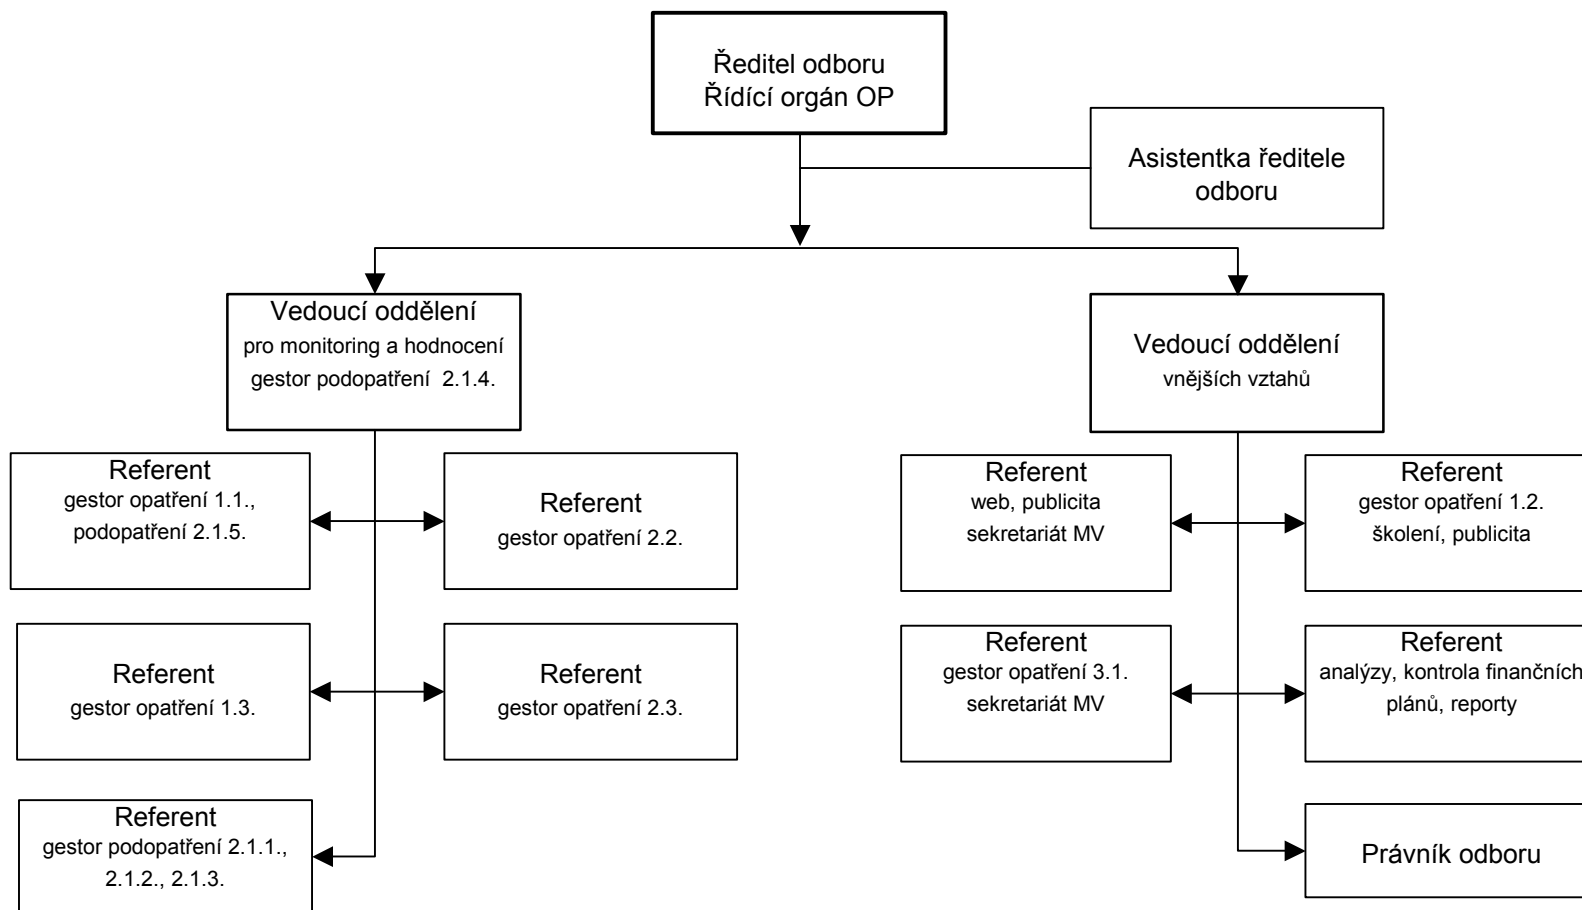 Ředitel odboru
Řídící orgán OP
Asistentka ředitele
odboru
Vedoucí oddělení
pro monitoring a hodnocení
gestor podopatření 2.1.4.
Vedoucí oddělení
vnějších vztahů
Referent
gestor opatření 1.1.,
podopatření 2.1.5.
Referent
gestor opatření 2.2.
Referent
web, publicita
sekretariát MV
Referent
gestor opatření 1.2.
školení, publicita
Referent
gestor opatření 1.3.
Referent
gestor opatření 2.3.
Referent
gestor opatření 3.1.
sekretariát MV
Referent
analýzy, kontrola finančních
plánů, reporty
Referent
gestor podopatření 2.1.1.,
2.1.2., 2.1.3.
Právník odboru